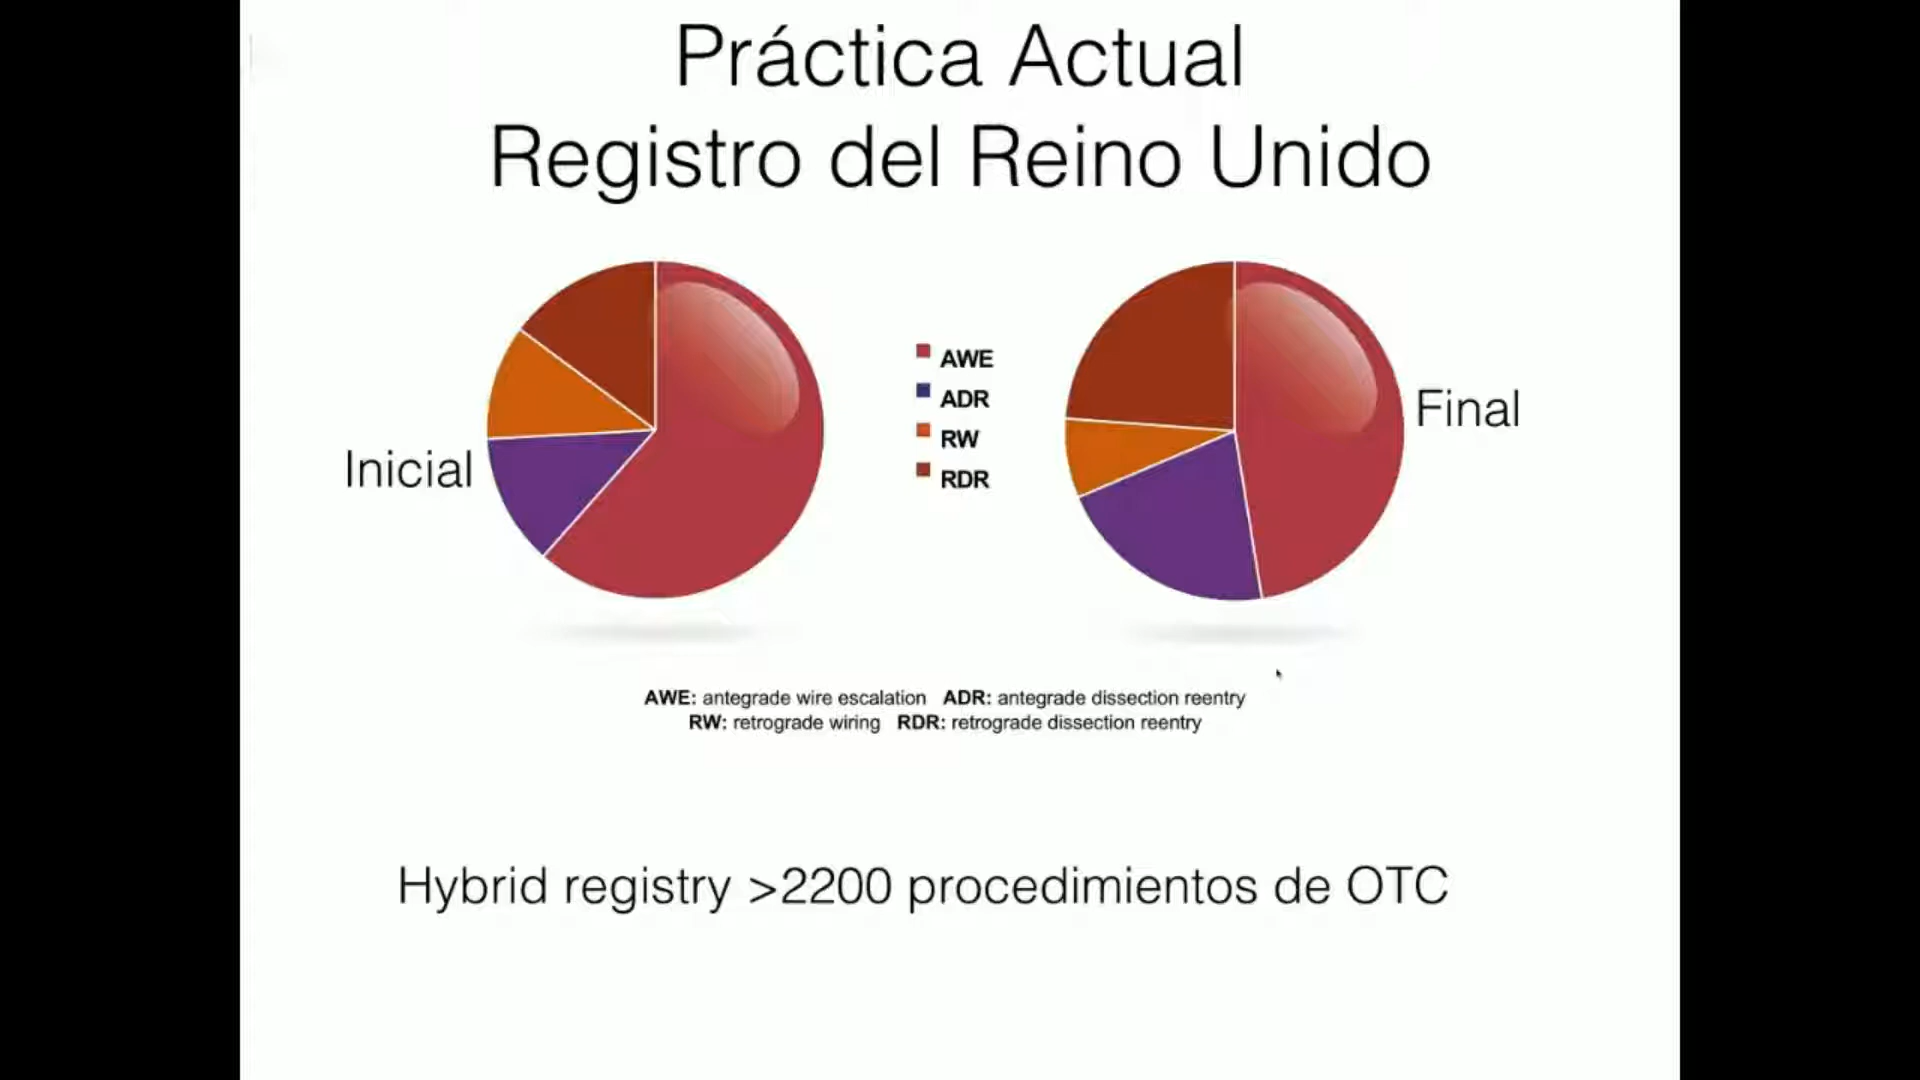 Práctica Actual
Registro del Reino Unido
Inicial
AWE
ADR
RW
RDR
Final
AWE: antegrade wire escalation ADR: antegrade dissection reentry
RW: retrograde wiring RDR: retrograde dissection reentry
Hybrid registry >2200 procedimientos de OTC